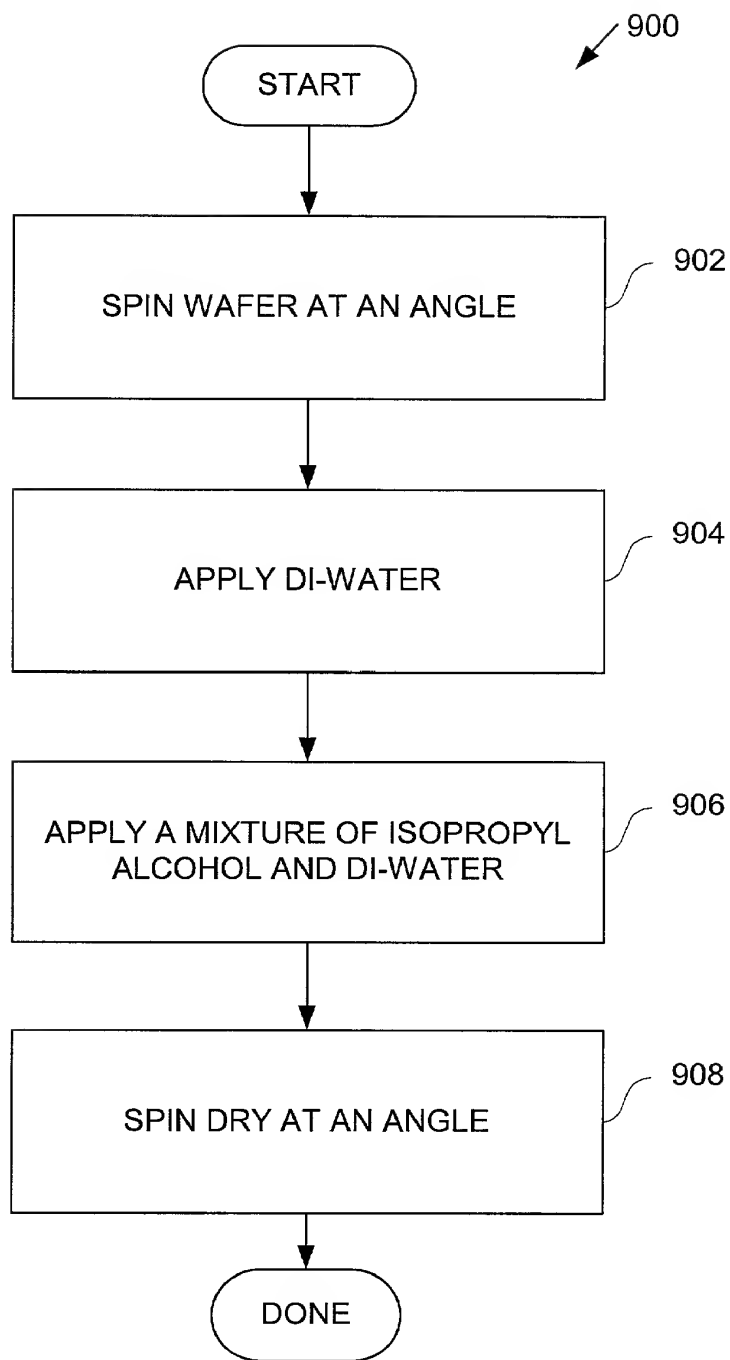 900
START
SPIN WAFER AT AN ANGLE
902
APPLY DI-WATER
904
APPLY A MIXTURE OF ISOPROPYL
ALCOHOL AND DI-WATER
906
SPIN DRY AT AN ANGLE
908
DONE